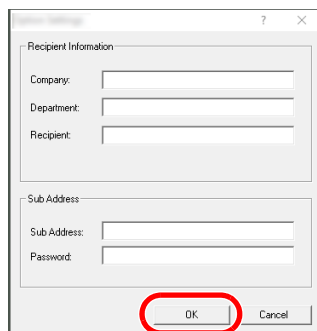 ?
Recipient Information
Company:
Department:
Recipient:
Sub Address
Sub Address:
Password:
OK
Cancel